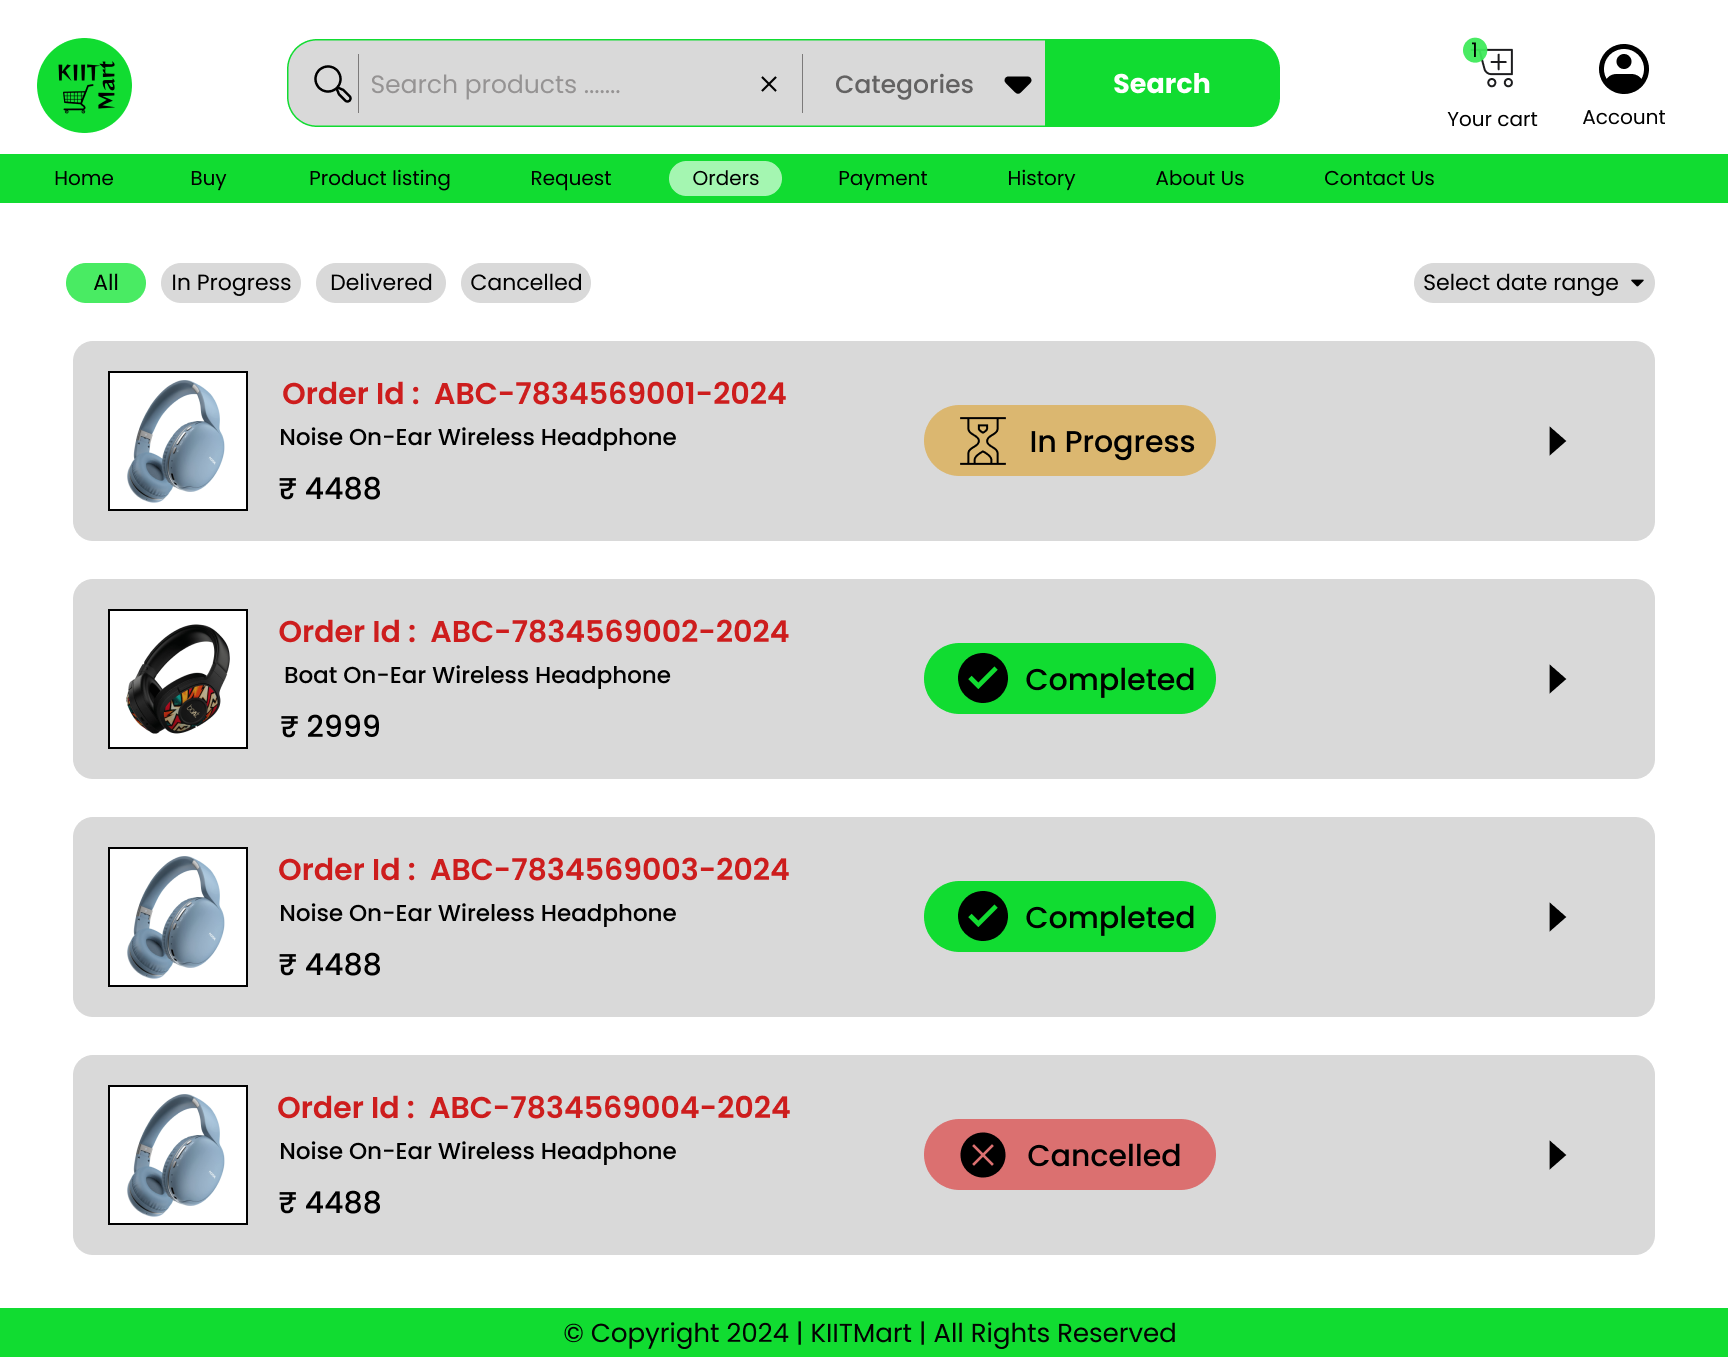 KIIT
Mart
Search products .......
Categories
Search
1
Your cart
Account
Home
Buy
Product listing
Request
Orders
Payment
History
About Us
Contact Us
All
In Progress
Delivered
Cancelled
Select date range
Order Id : ABC-7834569001-2024
Noise On-Ear Wireless Headphone
₹ 4488
In Progress
Order Id : ABC-7834569002-2024
Boat On-Ear Wireless Headphone
₹ 2999
Completed
Order Id : ABC-7834569003-2024
Noise On-Ear Wireless Headphone
₹ 4488
Completed
Order Id : ABC-7834569004-2024
Noise On-Ear Wireless Headphone
₹ 4488
Cancelled
© Copyright 2024 | KIITMart | All Rights Reserved